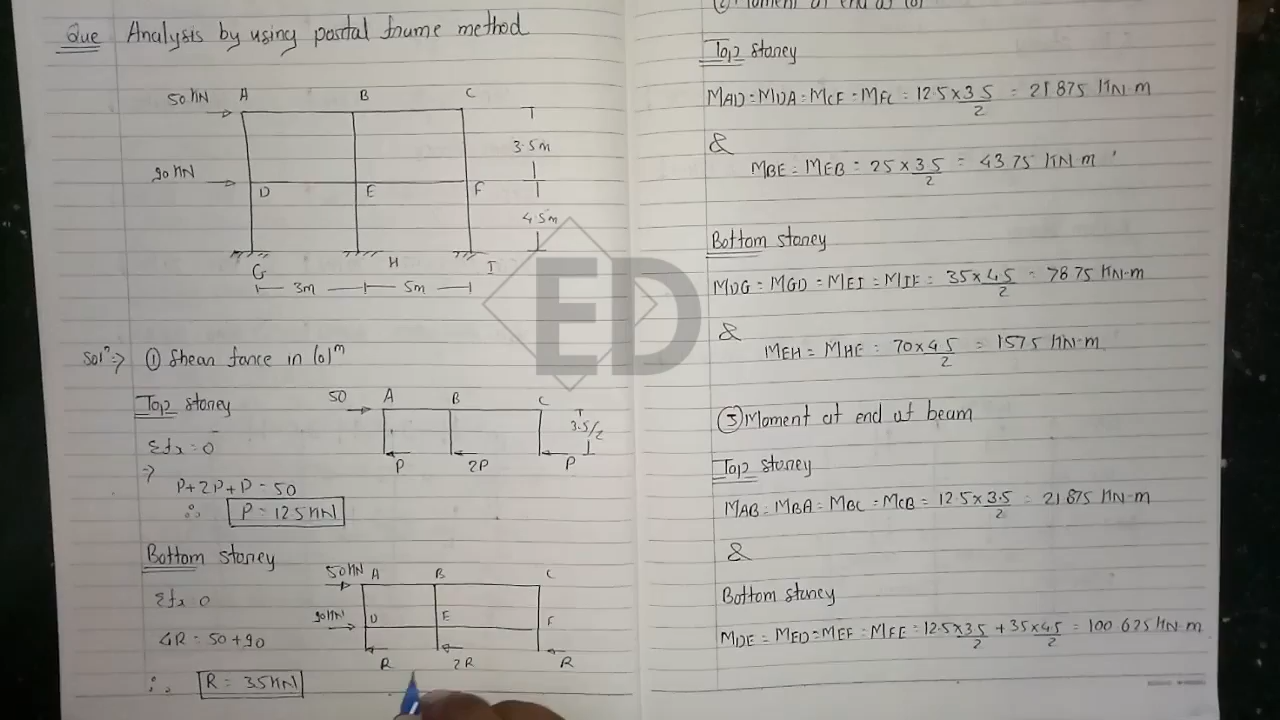 Que Analysis by using portal frame method
50 KN A B C
3.5m
90 KN D E F
4.5m
G H I
3m 5m
Solⁿ ⇒ ① Shear force in colᵐ
Top storey
50 A B C
3.5/2
Σfx = 0
P 2P P
⇒
P + 2P + P = 50
∴ P = 12.5 KN
Bottom storey
50 KN A B C
Σfx 0
90 KN D E F
4R = 50 + 90
R 2R R
∴ R = 35 KN
Top storey
MAD = MDA = MCF = MFC = 12.5 × 3.5/2 = 21.875 KN·m
&
MBE = MEB = 25 × 3.5/2 = 43.75 KN·m
Bottom storey
MDG = MGD = MFI = MIF = 35 × 4.5/2 = 78.75 KN·m
&
MEH = MHE = 70 × 4.5/2 = 157.5 KN·m
③ Moment at end of beam
Top storey
MAB = MBA = MBC = MCB = 12.5 × 3.5/2 = 21.875 KN·m
&
Bottom storey
MDE = MED = MEF = MFE = 12.5 × 3.5/2 + 35 × 4.5/2 = 100.625 KN·m
ED